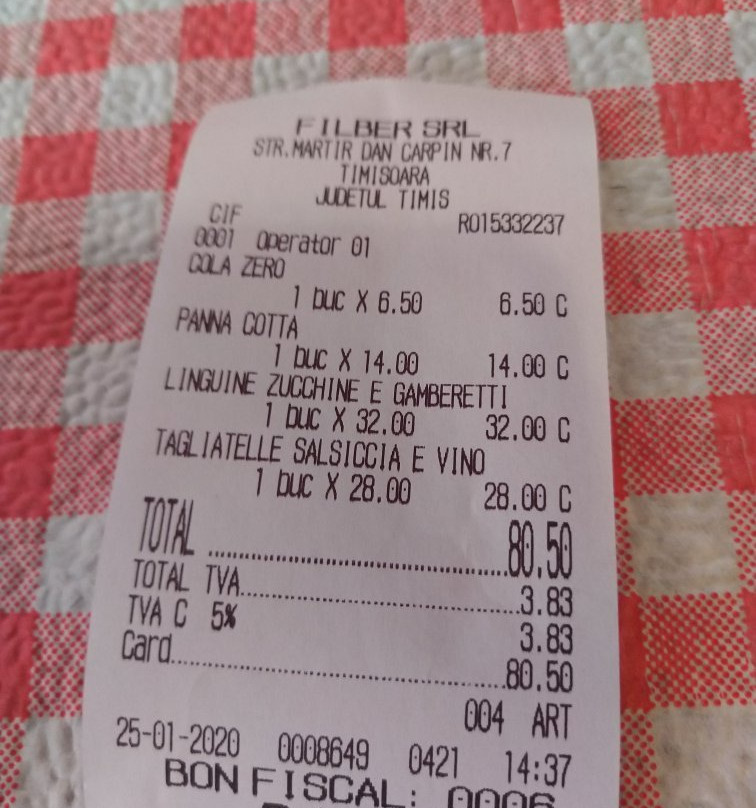 FILBER SRL
STR.MARTIR DAN CARPIN NR.7
TIMISOARA
JUDETUL TIMIS
CIF RO15332237
0001 Operator 01
COLA ZERO
1 buc X 6.50 6.50 C
PANNA COTTA
1 buc X 14.00 14.00 C
LINGUINE ZUCCHINE E GAMBERETTI
1 buc X 32.00 32.00 C
TAGLIATELLE SALSICCIA E VINO
1 buc X 28.00 28.00 C
TOTAL ........................................ 80.50
TOTAL TVA........................................3.83
TVA C 5% 3.83
Card........................................80.50
004 ART
25-01-2020 0008649 0421 14:37
BON FISCAL: 0006